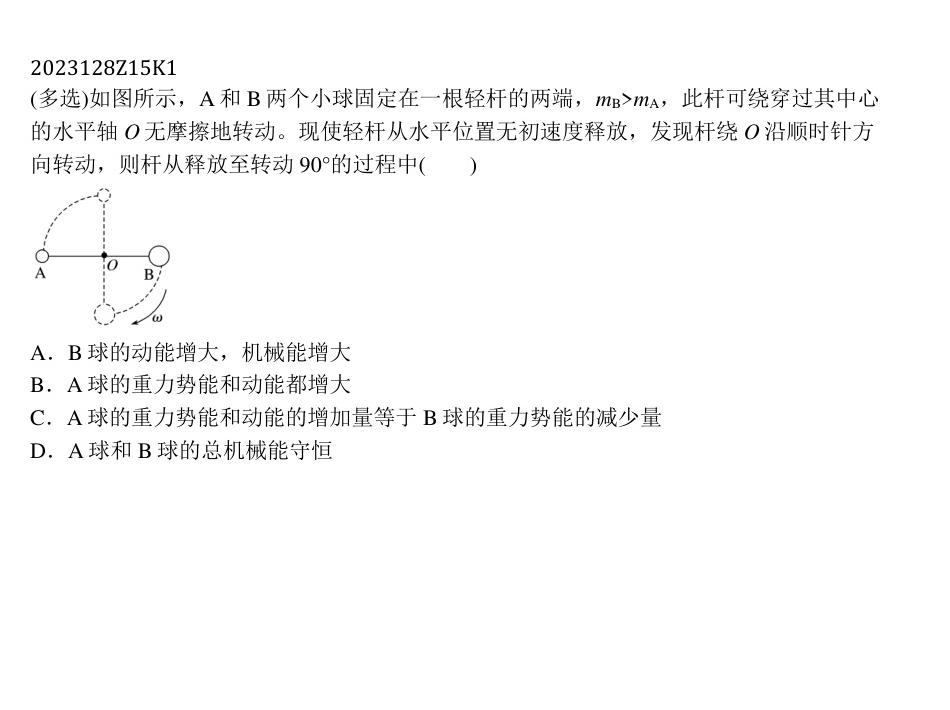 2023128Z15K1
(多选)如图所示，A 和 B 两个小球固定在一根轻杆的两端，mB>mA，此杆可绕穿过其中心
的水平轴 O 无摩擦地转动。现使轻杆从水平位置无初速度释放，发现杆绕 O 沿顺时针方
向转动，则杆从释放至转动 90°的过程中(　　)
A
O
B
ω
A．B 球的动能增大，机械能增大
B．A 球的重力势能和动能都增大
C．A 球的重力势能和动能的增加量等于 B 球的重力势能的减少量
D．A 球和 B 球的总机械能守恒